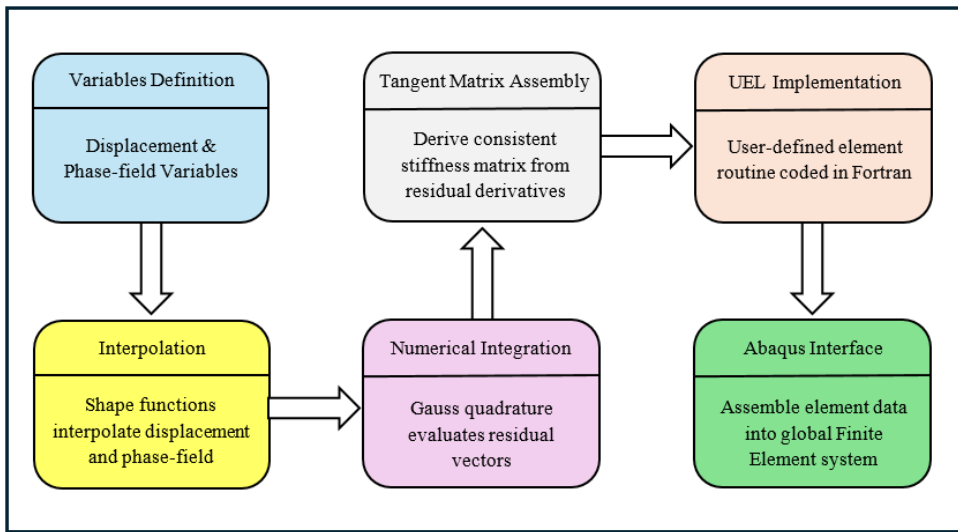 Variables Definition
Displacement &
Phase-field Variables
Interpolation
Shape functions
interpolate displacement
and phase-field
Numerical Integration
Gauss quadrature
evaluates residual
vectors
Tangent Matrix Assembly
Derive consistent
stiffness matrix from
residual derivatives
UEL Implementation
User-defined element
routine coded in Fortran
Abaqus Interface
Assemble element data
into global Finite
Element system